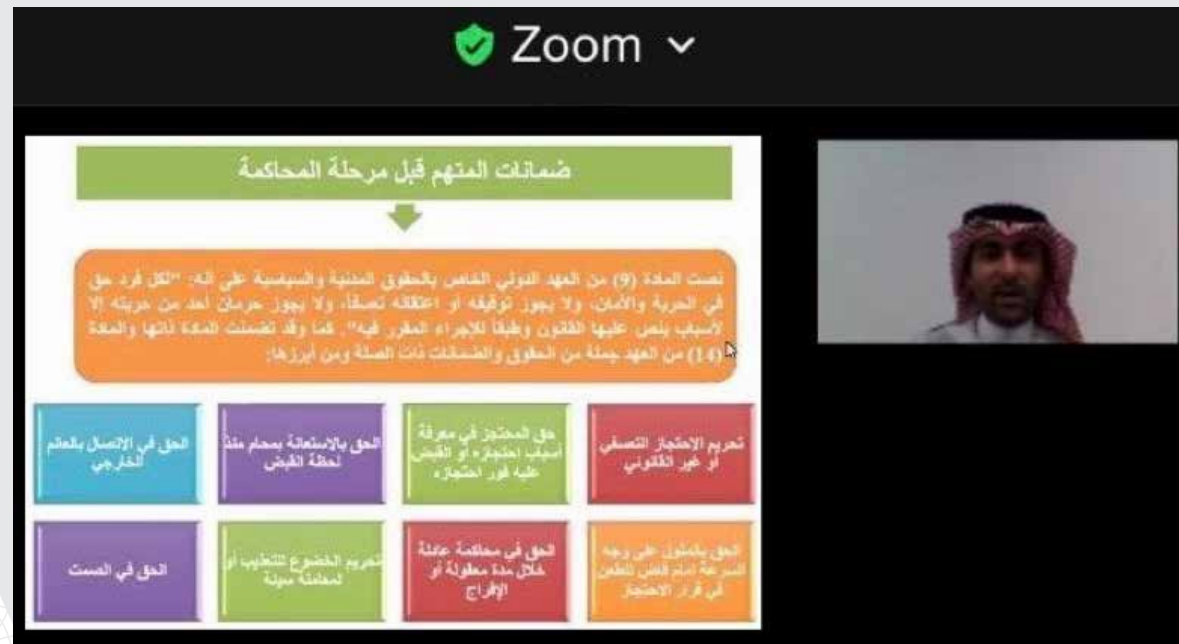 Zoom
ضمانات المتهم قبل مرحلة المحاكمة
نصت المادة (9) من العهد الدولي الخاص بالحقوق المدنية والسياسية على أنه: "لكل فرد حق
في الحرية والأمان، ولا يجوز توقيفه أو اعتقاله تعسفاً، ولا يجوز حرمان أحد من حريته إلا
لأسباب ينص عليها القانون وطبقاً للإجراء المقرر فيه". كما وقد تضمنت المادة ذاتها والمادة
(14) من العهد جملة من الحقوق والضمانات ذات الصلة ومن أبرزها:
تحريم الاحتجاز التعسفي
أو غير القانوني
حق المحتجز في معرفة
أسباب احتجازه أو القبض
عليه فور احتجازه
الحق بالاستعانة بمحام منذ
لحظة القبض
الحق في الاتصال بالعالم
الخارجي
الحق بالمثول على وجه
السرعة أمام قاض للطعن
في قرار الاحتجاز
الحق في محاكمة عادلة
خلال مدة معقولة أو
الإفراج
تحريم الخضوع للتعذيب أو
لمعاملة سيئة
الحق في الصمت